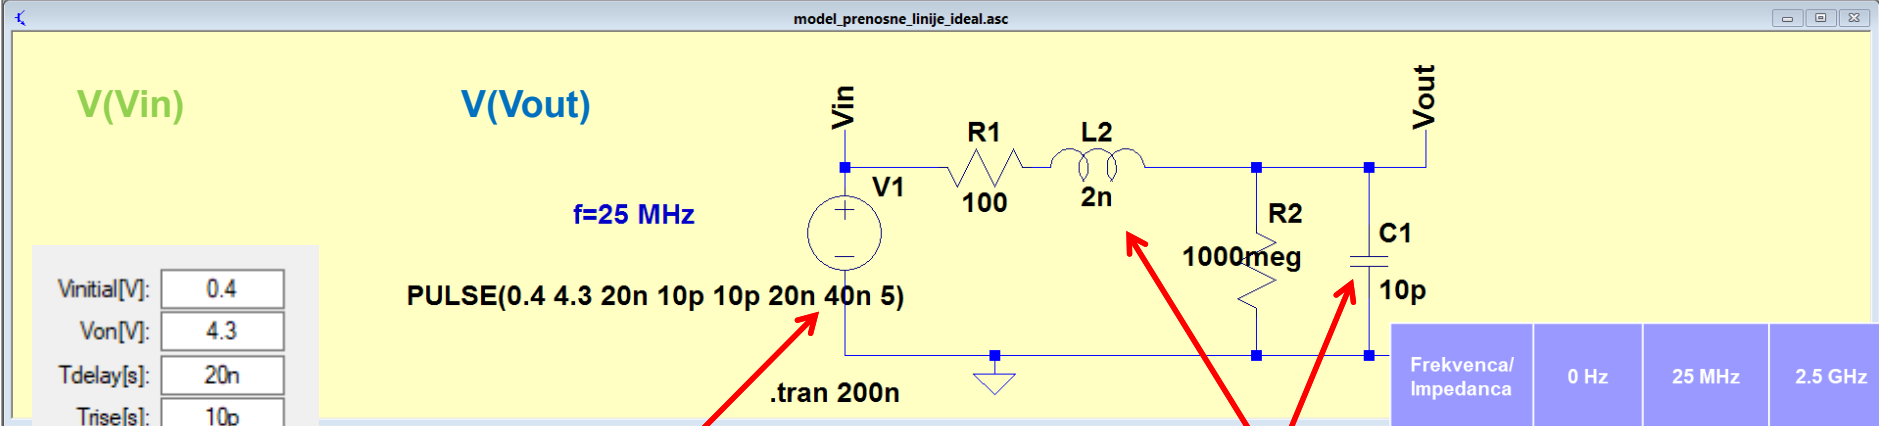 model_prenosne_linije_ideal.asc
V(Vin)
V(Vout)
Vin
Vout
R1
L2
100
2n
V1
f=25 MHz
R2
1000meg
C1
10p
PULSE(0.4 4.3 20n 10p 10p 20n 40n 5)
.tran 200n
Vinitial[V]: 0.4
Von[V]: 4.3
Tdelay[s]: 20n
Trise[s]: 10p
Frekvenca/
Impedanca
0 Hz
25 MHz
2.5 GHz